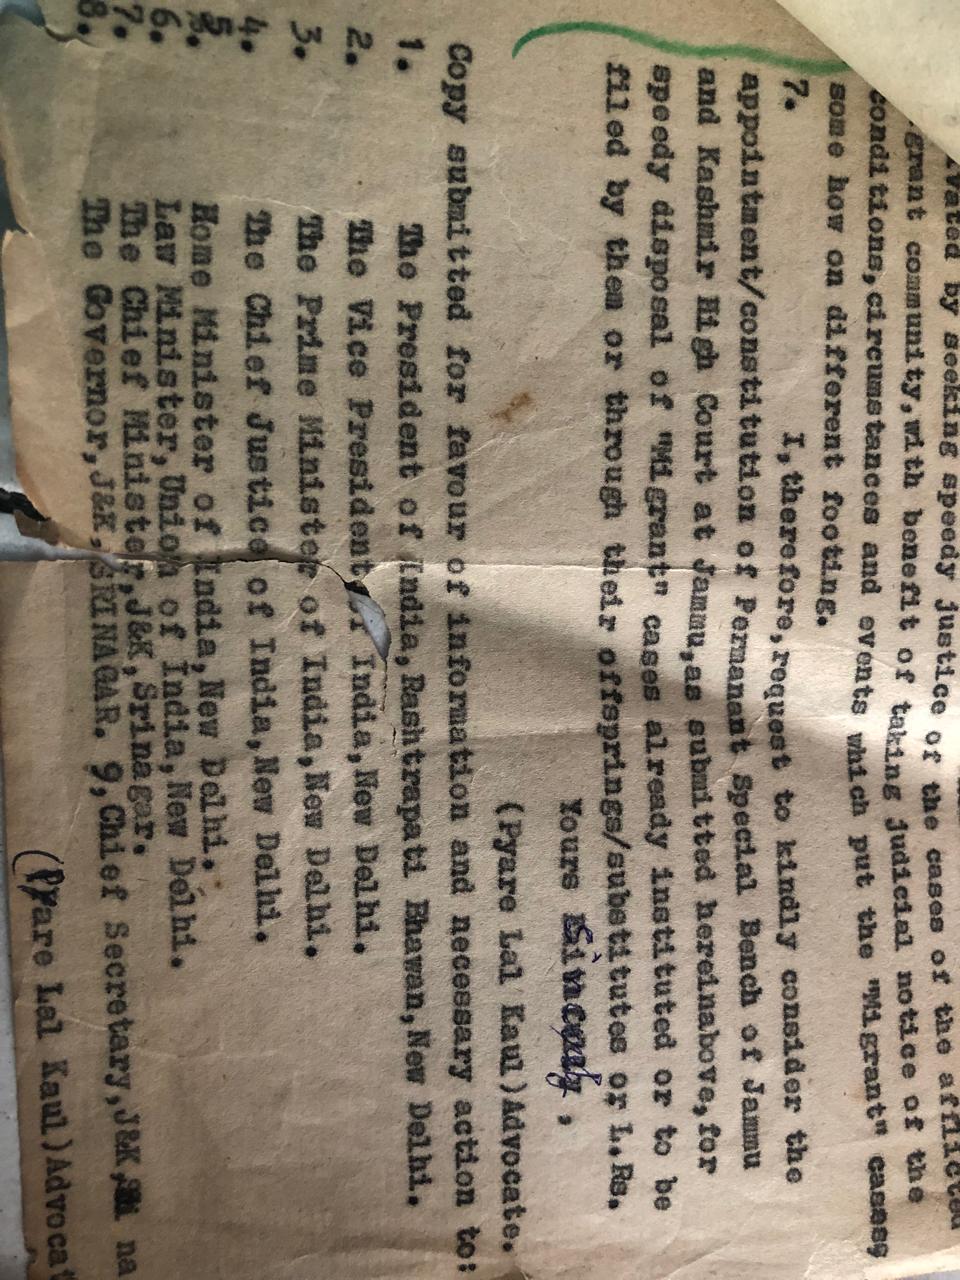 by seeking speedy justice of the cases of the afflicted
community,with benefit of taking judicial notice of the
conditions,circumstances and events which put the "Migrant" cases,
some how on different footing.
7. I,therefore,request to kindly consider the
appointment/constitution of Permanant Special Bench of Jammu
and Kashmir High Court at Jammu,as submitted hereinabove,for
speedy disposal of "Migrant" cases already instituted or to be
filed by them or through their offsprings/substitutes or L.Rs.
Yours Sincerely,
(Pyare Lal Kaul)Advocate.
Copy submitted for favour of information and necessary action to:
1. The President of India,Rashtrapati Bhawan,New Delhi.
2. The Vice President of India,New Delhi.
3. The Prime Minister of India,New Delhi.
4. The Chief Justice of India,New Delhi.
5. Home Minister of India,New Delhi.
6. Law Minister,Union of India,New Delhi.
7. The Chief Minister,J&K,Srinagar.
8. The Governor,J&K,SRINAGAR. 9,Chief Secretary,J&K,
(Pyare Lal Kaul)Advocat